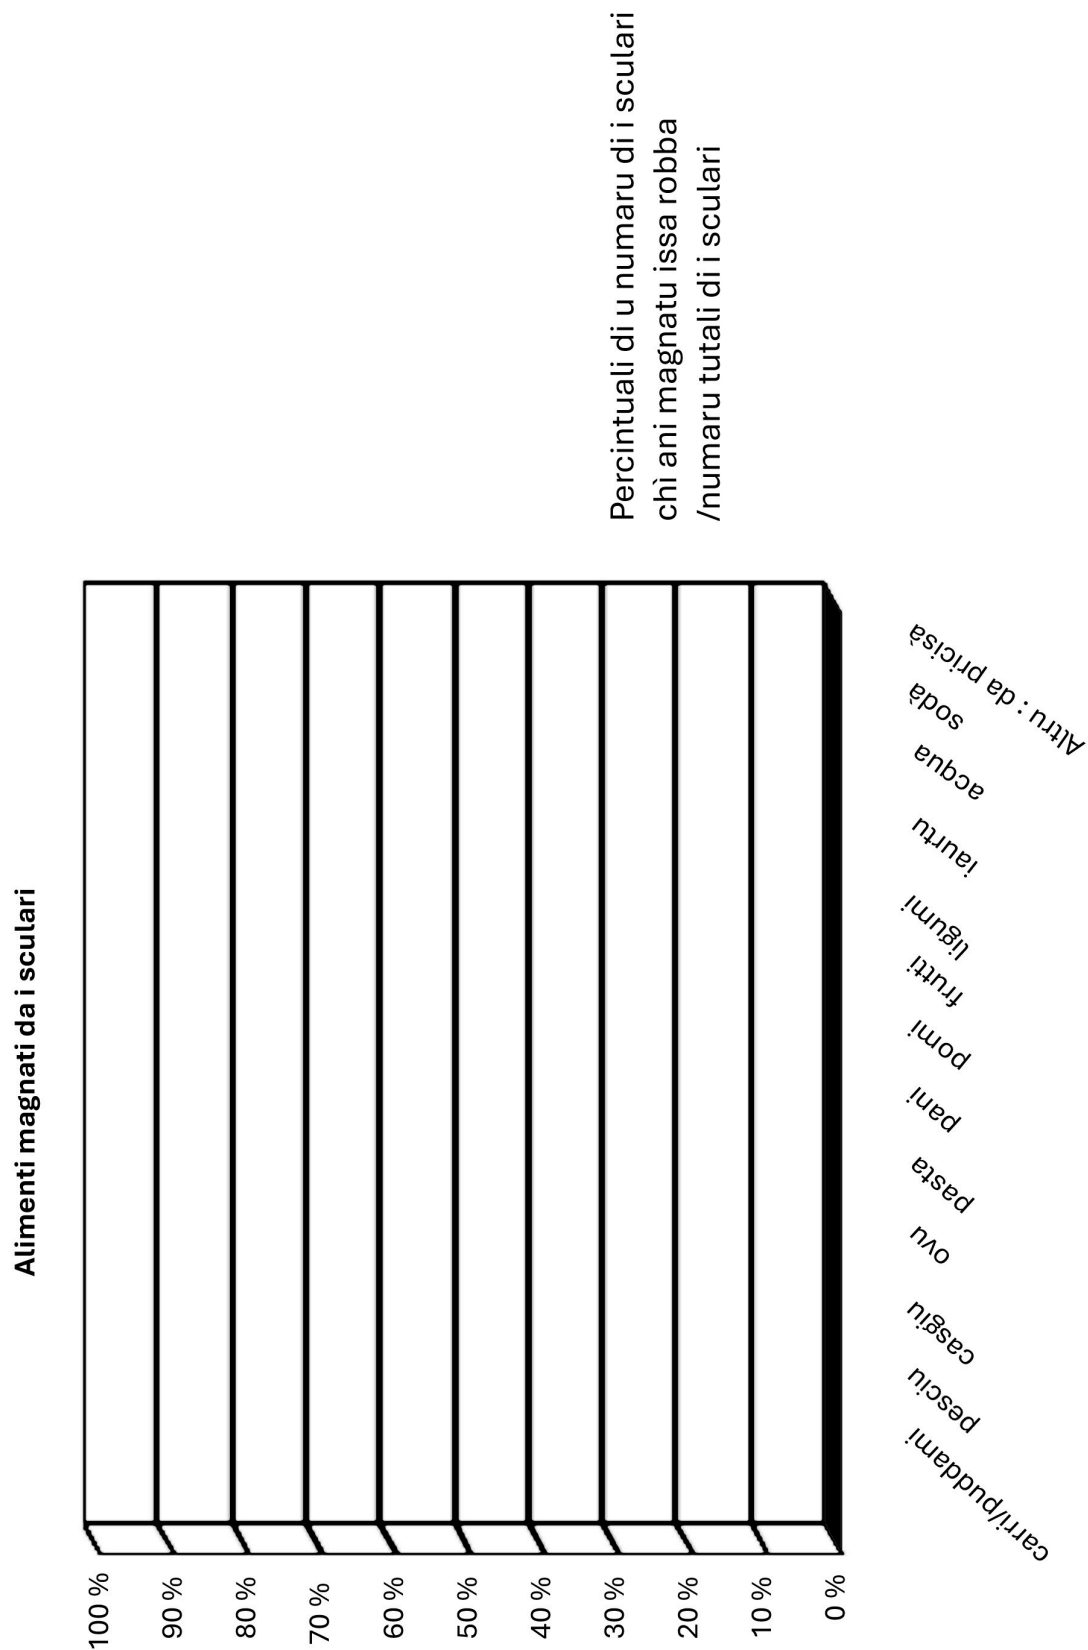 Alimenti magnati da i sculari
100 %
90 %
80 %
70 %
60 %
50 %
40 %
30 %
20 %
10 %
0 %
carri/puddami
pesciu
casgiu
ovu
pasta
pani
pomi
frutti
ligumi
iaurtu
acqua
sodà
Altru : da pricisà
Percintuali di u numaru di i sculari
chì ani magnatu issa robba
/numaru tutali di i sculari